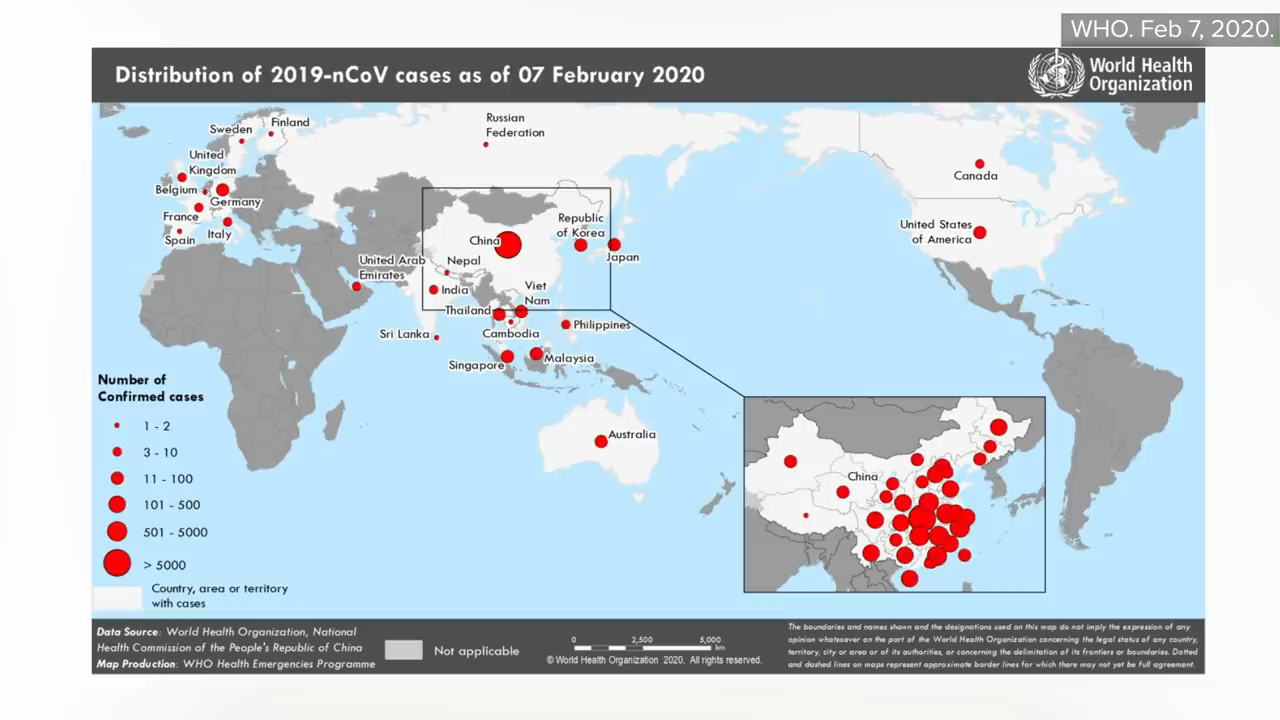 WHO. Feb 7, 2020.
Distribution of 2019-nCoV cases as of 07 February 2020
World Health
Organization
Sweden
Finland
Russian
Federation
United
Kingdom
Belgium
Germany
France
Spain
Italy
Canada
United States
of America
Republic
of Korea
China
Japan
United Arab
Emirates
Nepal
India
Viet
Nam
Thailand
Sri Lanka
Cambodia
Philippines
Singapore
Malaysia
Australia
China
Number of
Confirmed cases
1 - 2
3 - 10
11 - 100
101 - 500
501 - 5000
> 5000
Country, area or territory
with cases
Data Source: World Health Organization, National
Health Commission of the People's Republic of China
Map Production: WHO Health Emergencies Programme
Not applicable
0 2,500 5,000
km
© World Health Organization 2020, All rights reserved.
The boundaries and names shown and the designations used on this map do not imply the expression of any
opinion whatsoever on the part of the World Health Organization concerning the legal status of any country,
territory, city or area or of its authorities, or concerning the delimitation of its frontiers or boundaries. Dotted
and dashed lines on maps represent approximate border lines for which there may not yet be full agreement.